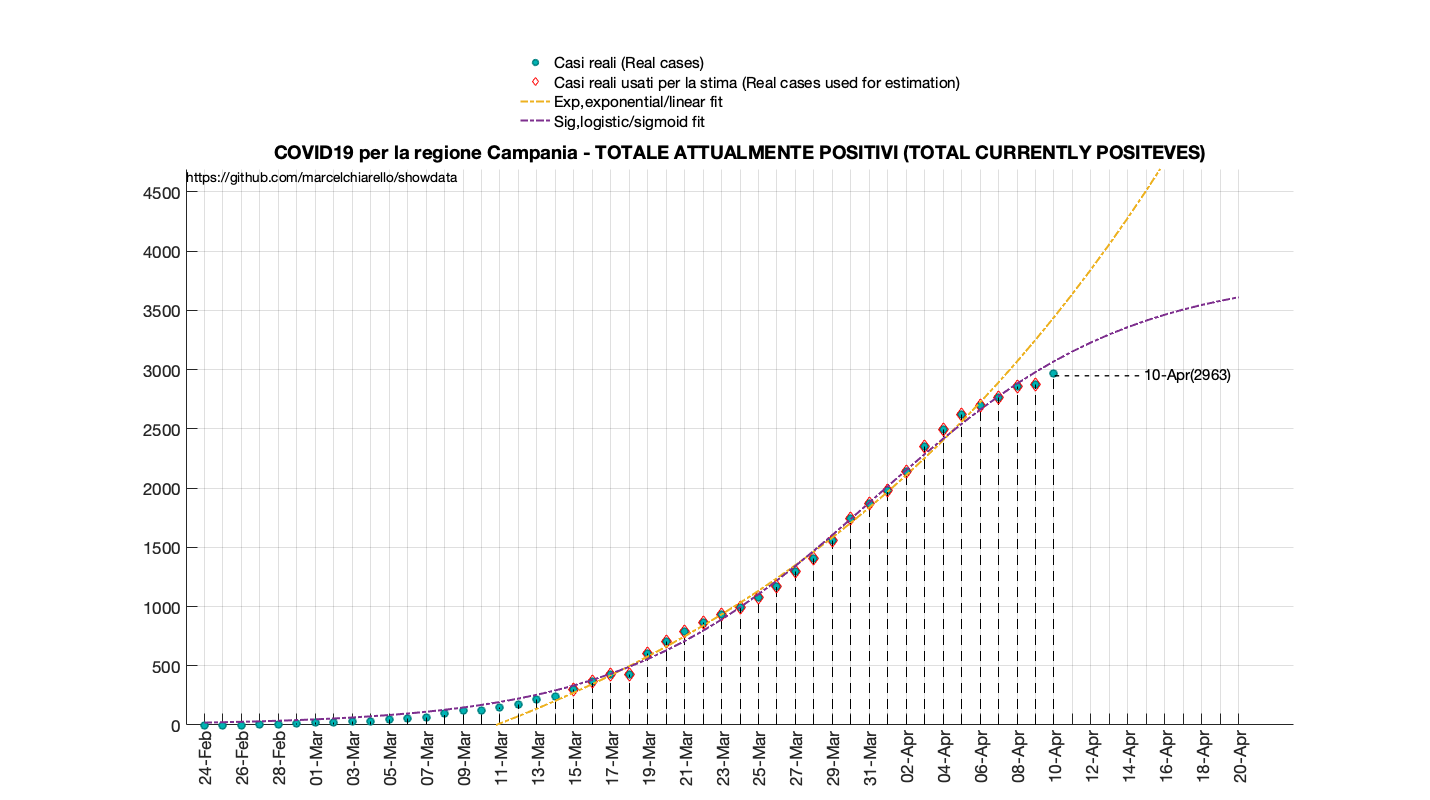 Casi reali (Real cases)
Casi reali usati per la stima (Real cases used for estimation)
Exp,exponential/linear fit
Sig,logistic/sigmoid fit
COVID19 per la regione Campania - TOTALE ATTUALMENTE POSITIVI (TOTAL CURRENTLY POSITEVES)
https://github.com/marcelchiarello/showdata
4500
4000
3500
3000
2500
2000
1500
1000
500
0
10-Apr(2963)
24-Feb
26-Feb
28-Feb
01-Mar
03-Mar
05-Mar
07-Mar
09-Mar
11-Mar
13-Mar
15-Mar
17-Mar
19-Mar
21-Mar
23-Mar
25-Mar
27-Mar
29-Mar
31-Mar
02-Apr
04-Apr
06-Apr
08-Apr
10-Apr
12-Apr
14-Apr
16-Apr
18-Apr
20-Apr